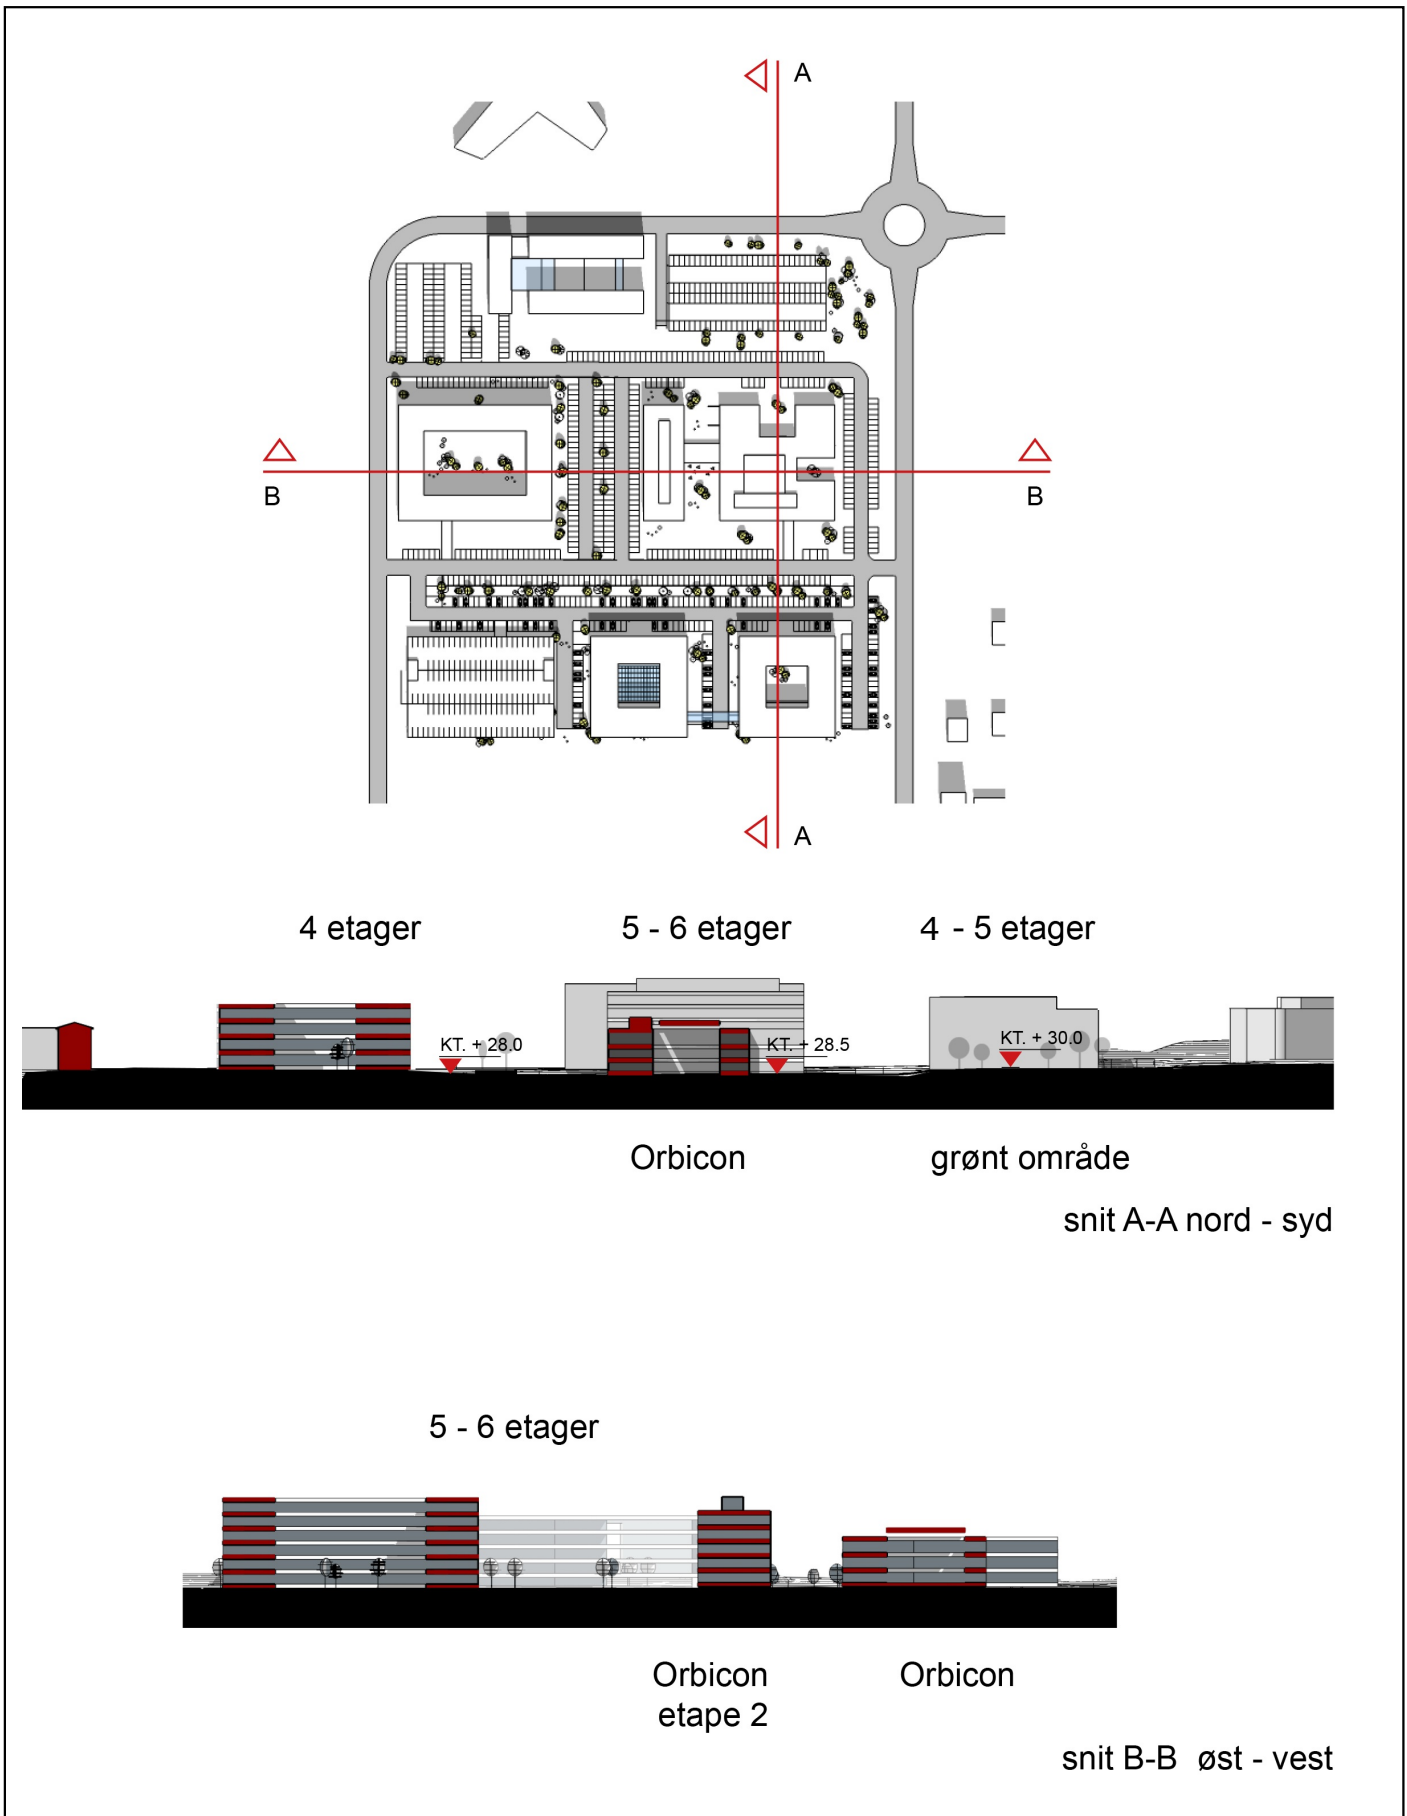 A
B
B
A
4 etager
5 - 6 etager
4 - 5 etager
KT. + 28.0
KT. + 28.5
KT. + 30.0
Orbicon
grønt område
snit A-A nord - syd
5 - 6 etager
Orbicon
etape 2
Orbicon
snit B-B øst - vest